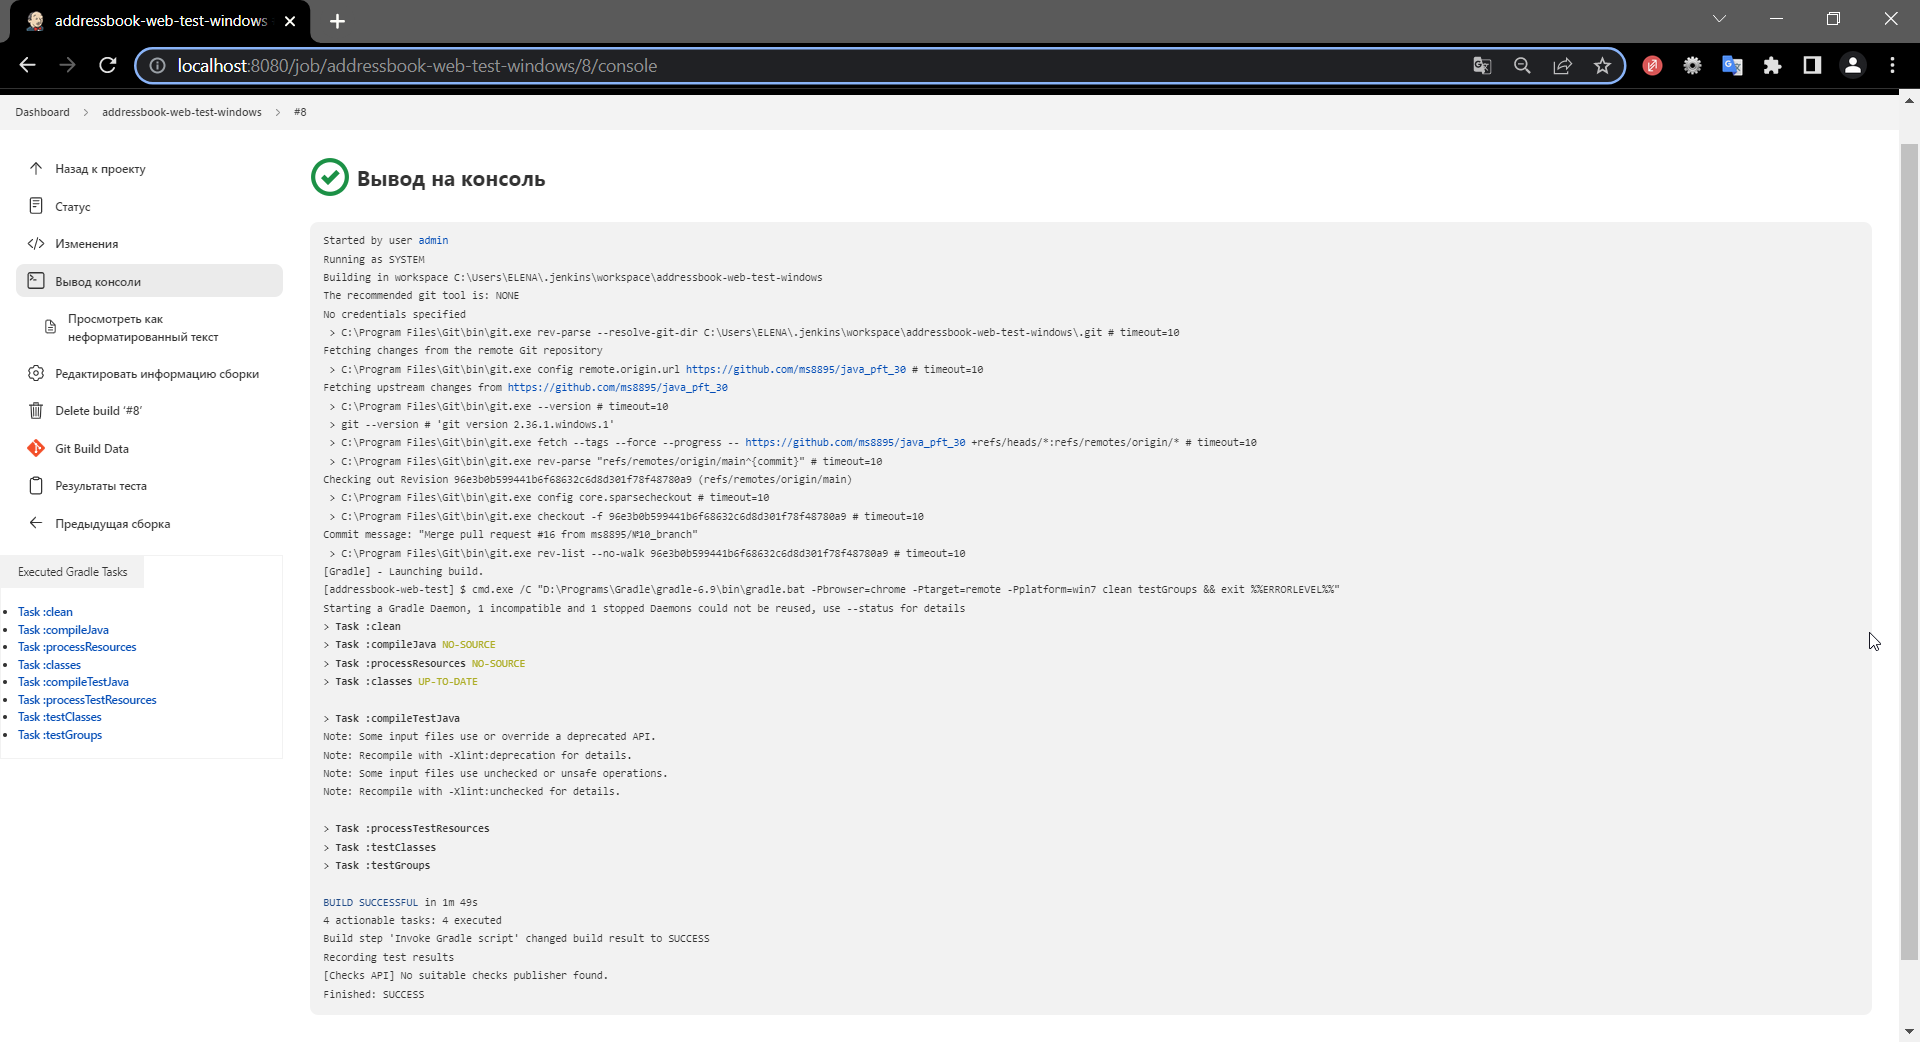 addressbook-web-test-windows
localhost:8080/job/addressbook-web-test-windows/8/console
Dashboard > addressbook-web-test-windows > #8
Назад к проекту
Статус
Изменения
Вывод консоли
Просмотреть как
неформатированный текст
Редактировать информацию сборки
Delete build ‘#8’
Git Build Data
Результаты теста
Предыдущая сборка
Executed Gradle Tasks
Task :clean
Task :compileJava
Task :processResources
Task :classes
Task :compileTestJava
Task :processTestResources
Task :testClasses
Task :testGroups
Вывод на консоль
Started by user admin
Running as SYSTEM
Building in workspace C:\Users\ELENA\.jenkins\workspace\addressbook-web-test-windows
The recommended git tool is: NONE
No credentials specified
> C:\Program Files\Git\bin\git.exe rev-parse --resolve-git-dir C:\Users\ELENA\.jenkins\workspace\addressbook-web-test-windows\.git # timeout=10
Fetching changes from the remote Git repository
> C:\Program Files\Git\bin\git.exe config remote.origin.url https://github.com/ms8895/java_pft_30 # timeout=10
Fetching upstream changes from https://github.com/ms8895/java_pft_30
> C:\Program Files\Git\bin\git.exe --version # timeout=10
> git --version # 'git version 2.36.1.windows.1'
> C:\Program Files\Git\bin\git.exe fetch --tags --force --progress -- https://github.com/ms8895/java_pft_30 +refs/heads/*:refs/remotes/origin/* # timeout=10
> C:\Program Files\Git\bin\git.exe rev-parse "refs/remotes/origin/main^{commit}" # timeout=10
Checking out Revision 96e3b0b599441b6f68632c6d8d301f78f48780a9 (refs/remotes/origin/main)
> C:\Program Files\Git\bin\git.exe config core.sparsecheckout # timeout=10
> C:\Program Files\Git\bin\git.exe checkout -f 96e3b0b599441b6f68632c6d8d301f78f48780a9 # timeout=10
Commit message: "Merge pull request #16 from ms8895/№10_branch"
> C:\Program Files\Git\bin\git.exe rev-list --no-walk 96e3b0b599441b6f68632c6d8d301f78f48780a9 # timeout=10
[Gradle] - Launching build.
[addressbook-web-test] $ cmd.exe /C "D:\Programs\Gradle\gradle-6.9\bin\gradle.bat -Pbrowser=chrome -Ptarget=remote -Pplatform=win7 clean testGroups && exit %%ERRORLEVEL%%"
Starting a Gradle Daemon, 1 incompatible and 1 stopped Daemons could not be reused, use --status for details
> Task :clean
> Task :compileJava NO-SOURCE
> Task :processResources NO-SOURCE
> Task :classes UP-TO-DATE
> Task :compileTestJava
Note: Some input files use or override a deprecated API.
Note: Recompile with -Xlint:deprecation for details.
Note: Some input files use unchecked or unsafe operations.
Note: Recompile with -Xlint:unchecked for details.
> Task :processTestResources
> Task :testClasses
> Task :testGroups
BUILD SUCCESSFUL in 1m 49s
4 actionable tasks: 4 executed
Build step 'Invoke Gradle script' changed build result to SUCCESS
Recording test results
[Checks API] No suitable checks publisher found.
Finished: SUCCESS